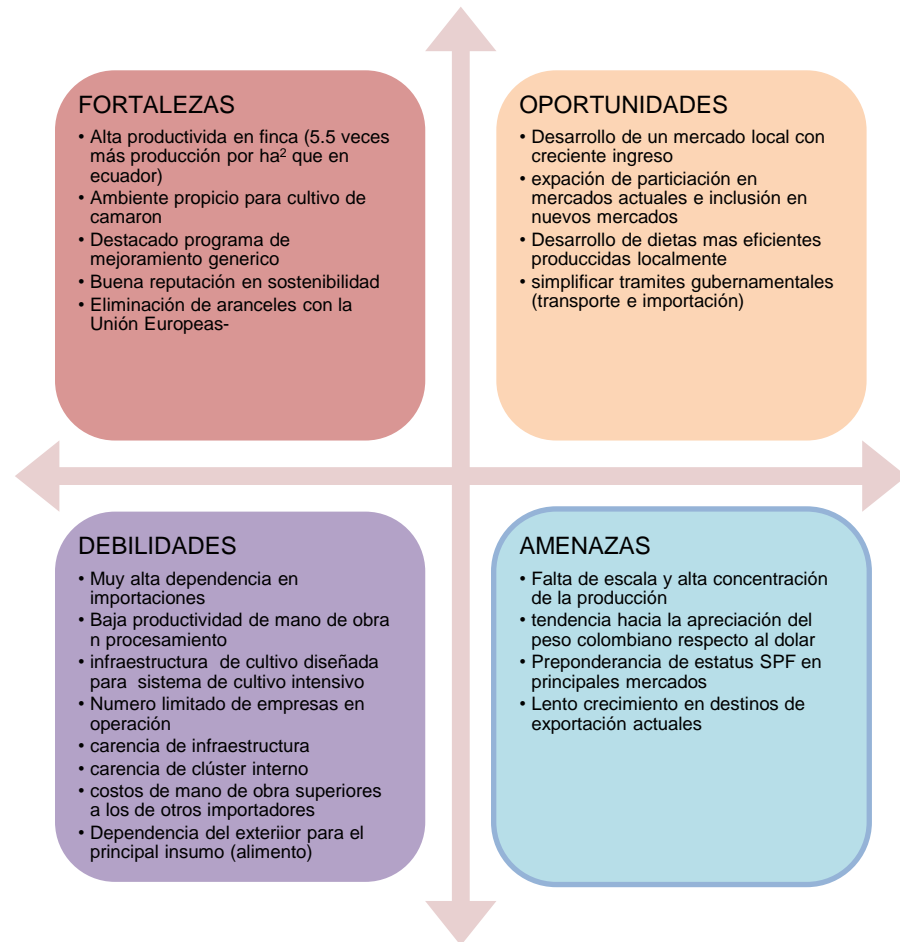 FORTALEZAS
• Alta productivida en finca (5.5 veces
más producción por ha² que en
ecuador)
• Ambiente propicio para cultivo de
camaron
• Destacado programa de
mejoramiento generico
• Buena reputación en sostenibilidad
• Eliminación de aranceles con la
Unión Europeas-
OPORTUNIDADES
• Desarrollo de un mercado local con
creciente ingreso
• expación de particiación en
mercados actuales e inclusión en
nuevos mercados
• Desarrollo de dietas mas eficientes
produccidas localmente
• simplificar tramites gubernamentales
(transporte e importación)
DEBILIDADES
• Muy alta dependencia en
importaciones
• Baja productividad de mano de obra
n procesamiento
• infraestructura de cultivo diseñada
para sistema de cultivo intensivo
• Numero limitado de empresas en
operación
• carencia de infraestructura
• carencia de clúster interno
• costos de mano de obra superiores
a los de otros importadores
• Dependencia del exteriior para el
principal insumo (alimento)
AMENAZAS
• Falta de escala y alta concentración
de la producción
• tendencia hacia la apreciación del
peso colombiano respecto al dolar
• Preponderancia de estatus SPF en
principales mercados
• Lento crecimiento en destinos de
exportación actuales